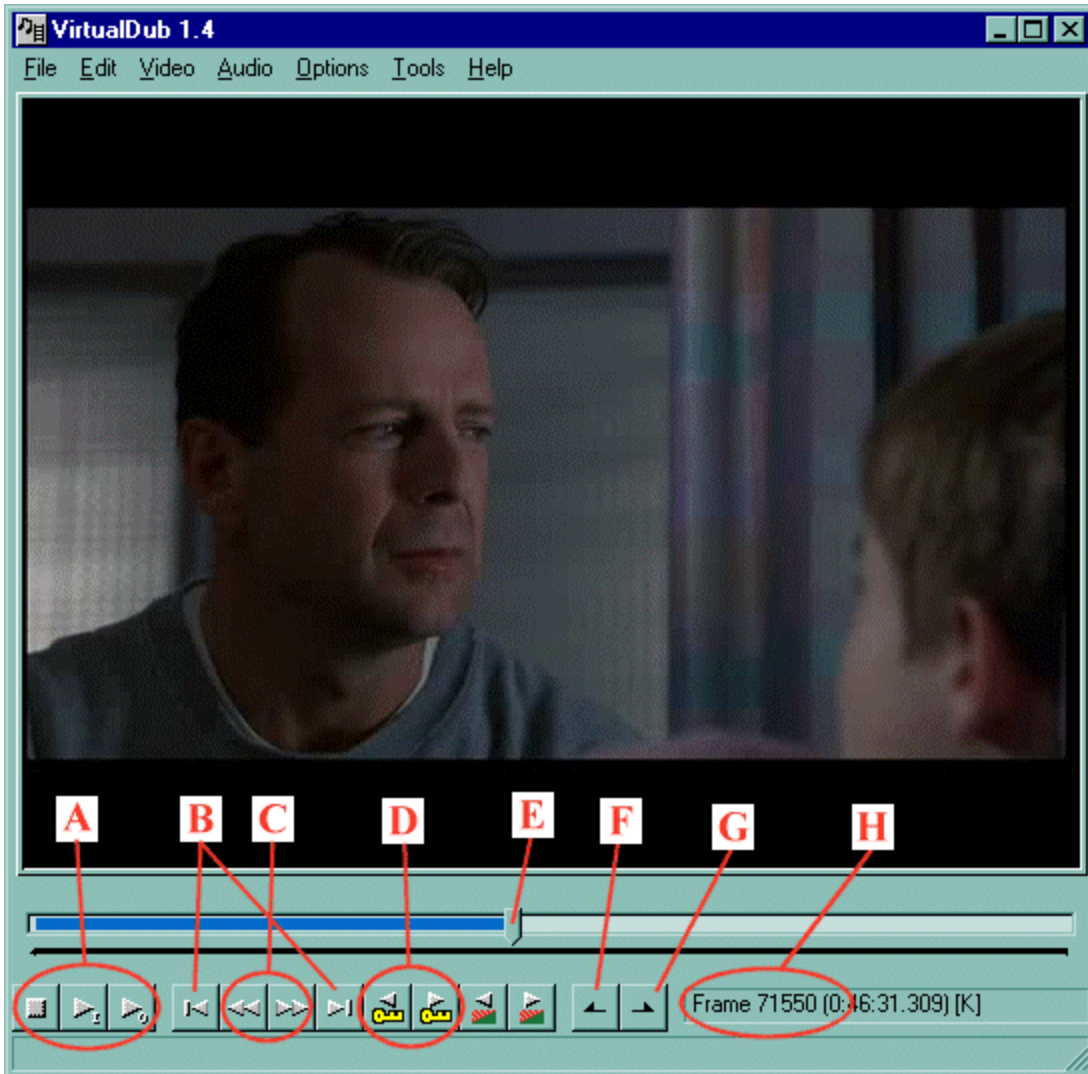 VirtualDub 1.4
File Edit Video Audio Options Tools Help
A B C D E F G H
I O
Frame 71550 (0:46:31.309) [K]